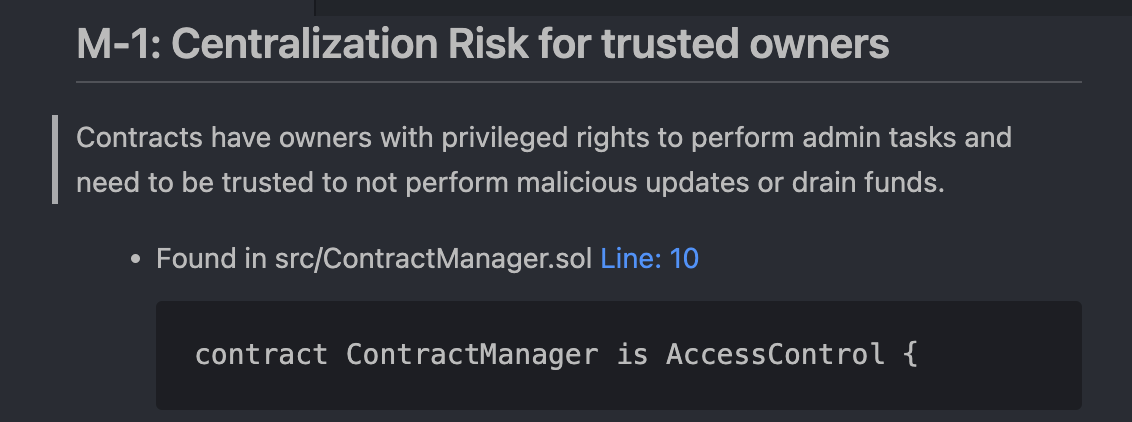 M-1: Centralization Risk for trusted owners
Contracts have owners with privileged rights to perform admin tasks and
need to be trusted to not perform malicious updates or drain funds.
• Found in src/ContractManager.sol Line: 10
contract ContractManager is AccessControl {